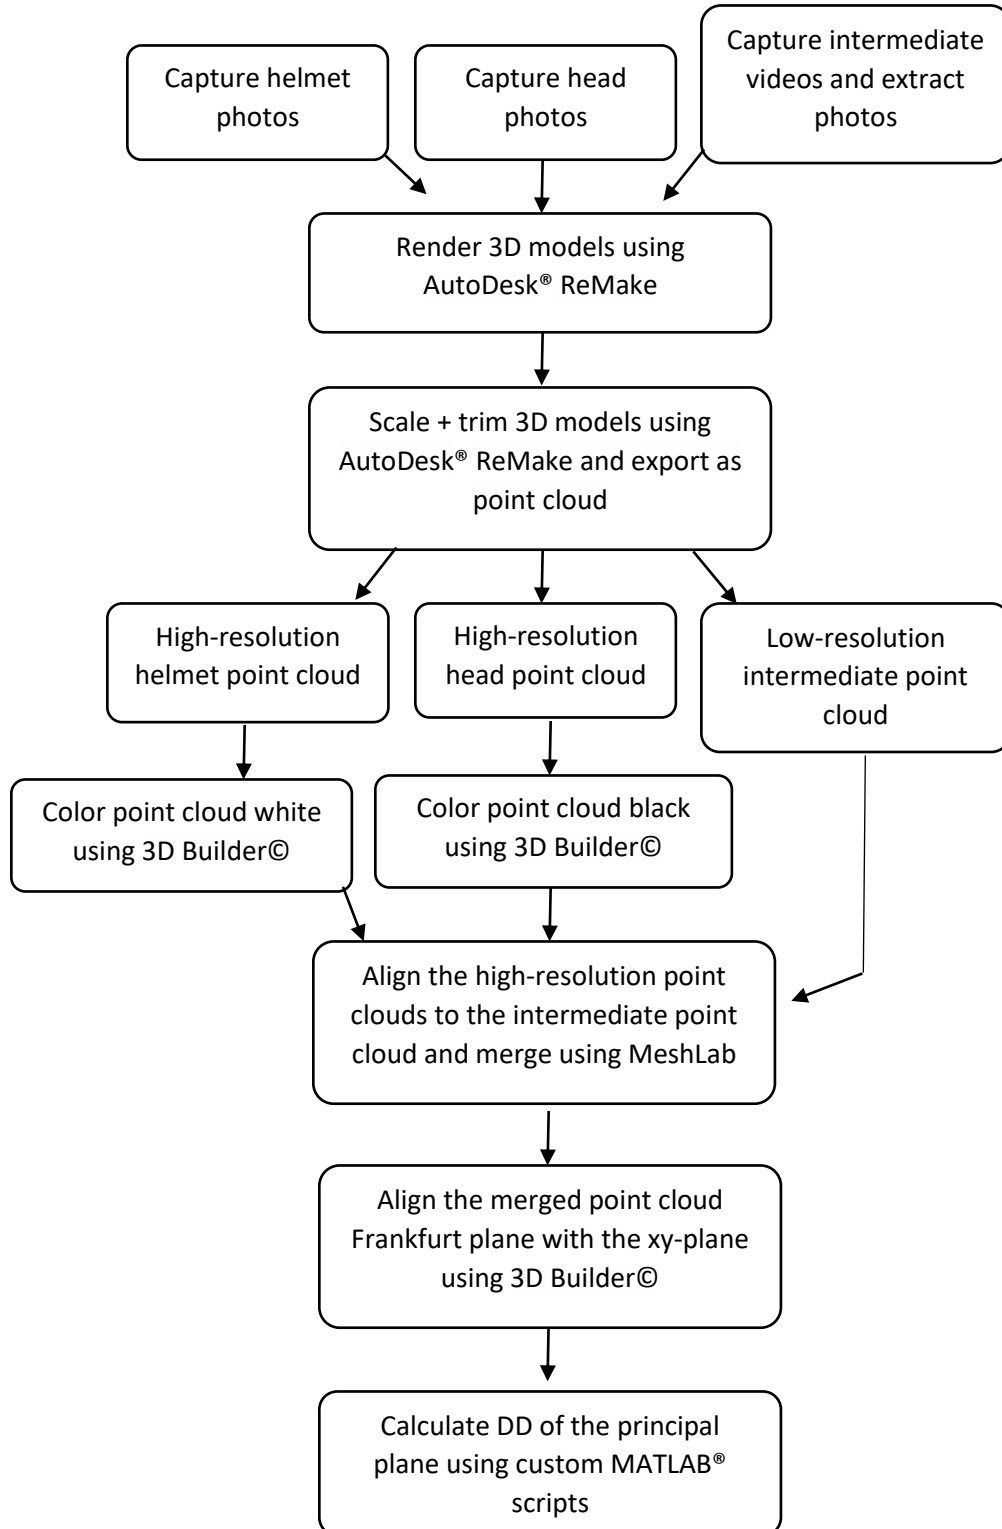 Capture helmet
photos
Capture head
photos
Capture intermediate
videos and extract
photos
Render 3D models using
AutoDesk® ReMake
Scale + trim 3D models using
AutoDesk® ReMake and export as
point cloud
High-resolution
helmet point cloud
High-resolution
head point cloud
Low-resolution
intermediate point
cloud
Color point cloud white
using 3D Builder©
Color point cloud black
using 3D Builder©
Align the high-resolution point
clouds to the intermediate point
cloud and merge using MeshLab
Align the merged point cloud
Frankfurt plane with the xy-plane
using 3D Builder©
Calculate DD of the principal
plane using custom MATLAB®
scripts